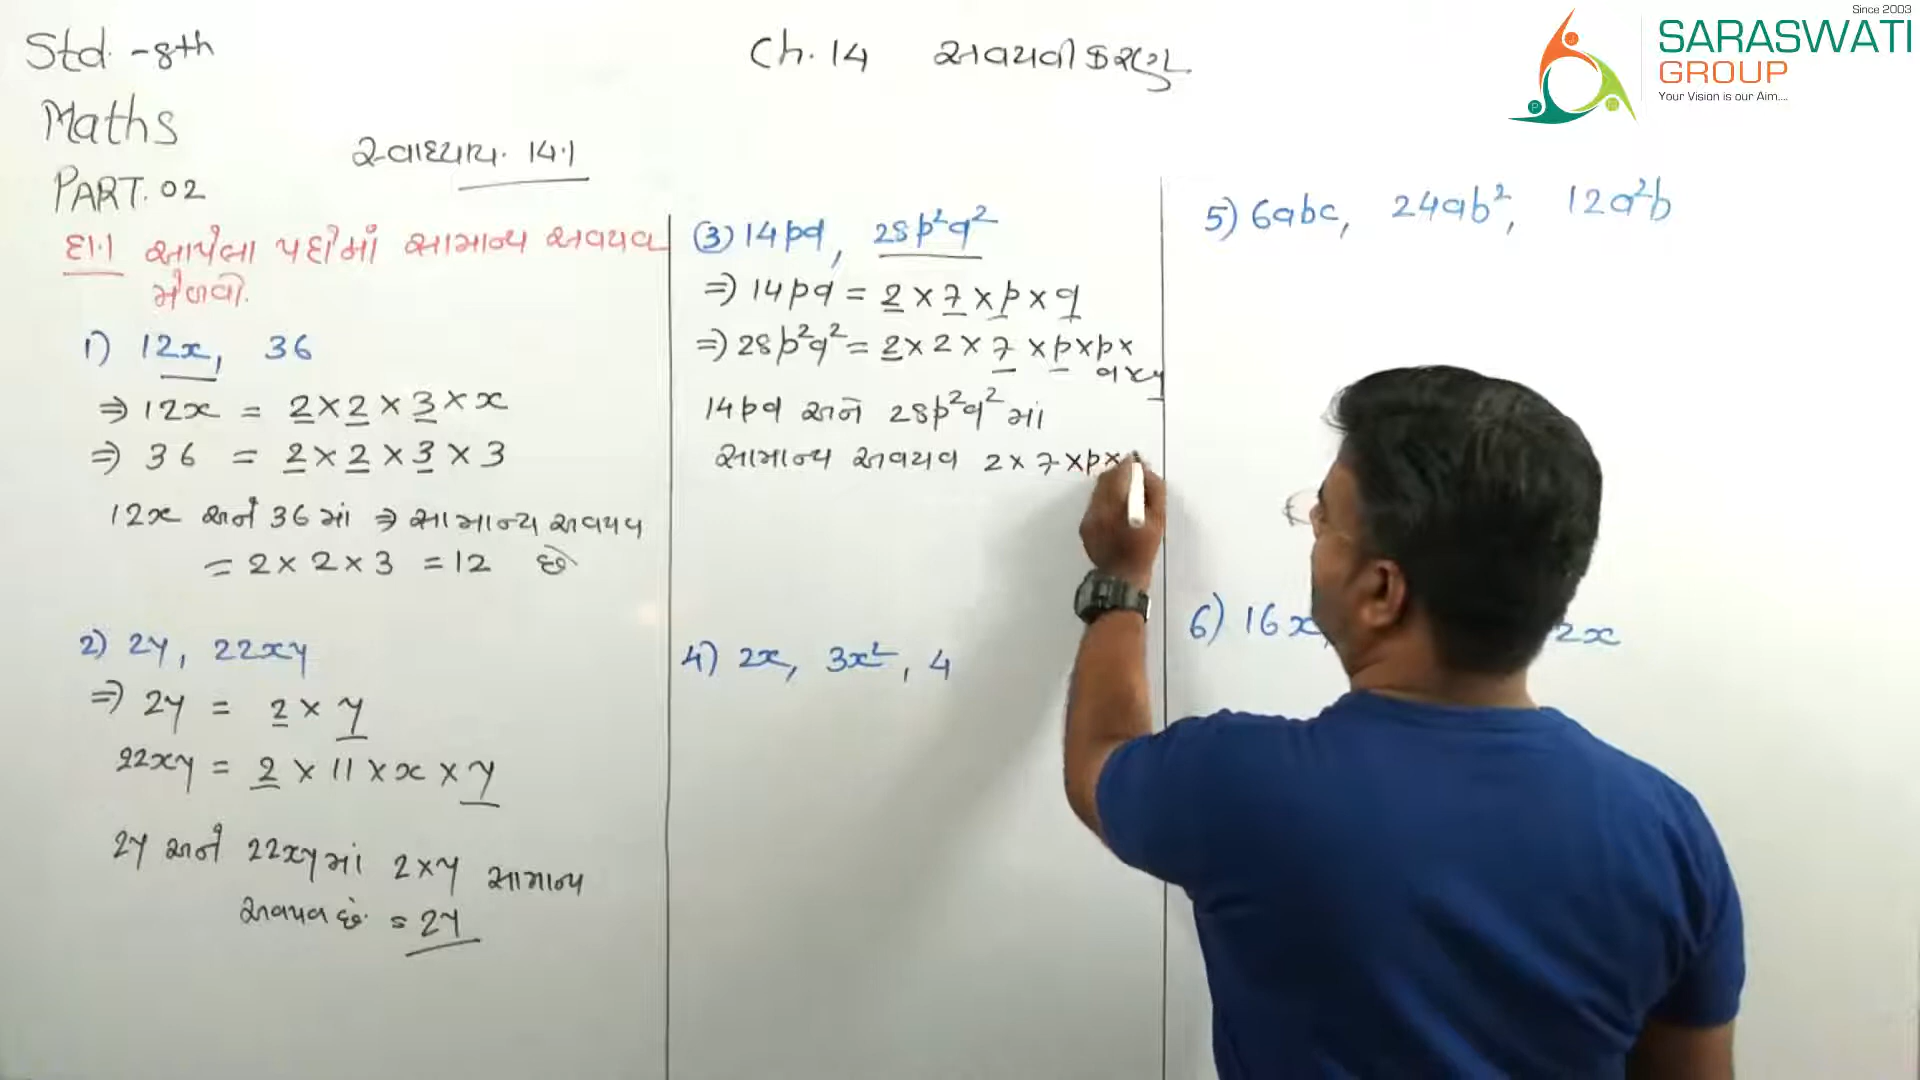 Std. -8th
Ch. 14 અવયવીકરણ
Since 2003
SARASWATI
GROUP
Your Vision is our Aim....
Maths
સ્વાધ્યાય. 14.1
PART. 02
દા.1 આપેલા પદોમાં સામાન્ય અવયવ
મેળવો.
1) 12x, 36
⇒ 12x = 2 × 2 × 3 × x
⇒ 36 = 2 × 2 × 3 × 3
12x અને 36 માં ⇒ સામાન્ય અવયવ
= 2 × 2 × 3 = 12 છે
2) 2y, 22xy
⇒ 2y = 2 × y
22xy = 2 × 11 × x × y
2y અને 22xy માં 2 × y સામાન્ય
અવયવ છે. = 2y
(3) 14pq, 28p²q²
⇒ 14pq = 2 × 7 × p × q
⇒ 28p²q² = 2 × 2 × 7 × p × p ×
q × q
14pq અને 28p²q² માં
સામાન્ય અવયવ 2 × 7 × p ×
4) 2x, 3x², 4
5) 6abc, 24ab², 12a²b
6) 16x 2x